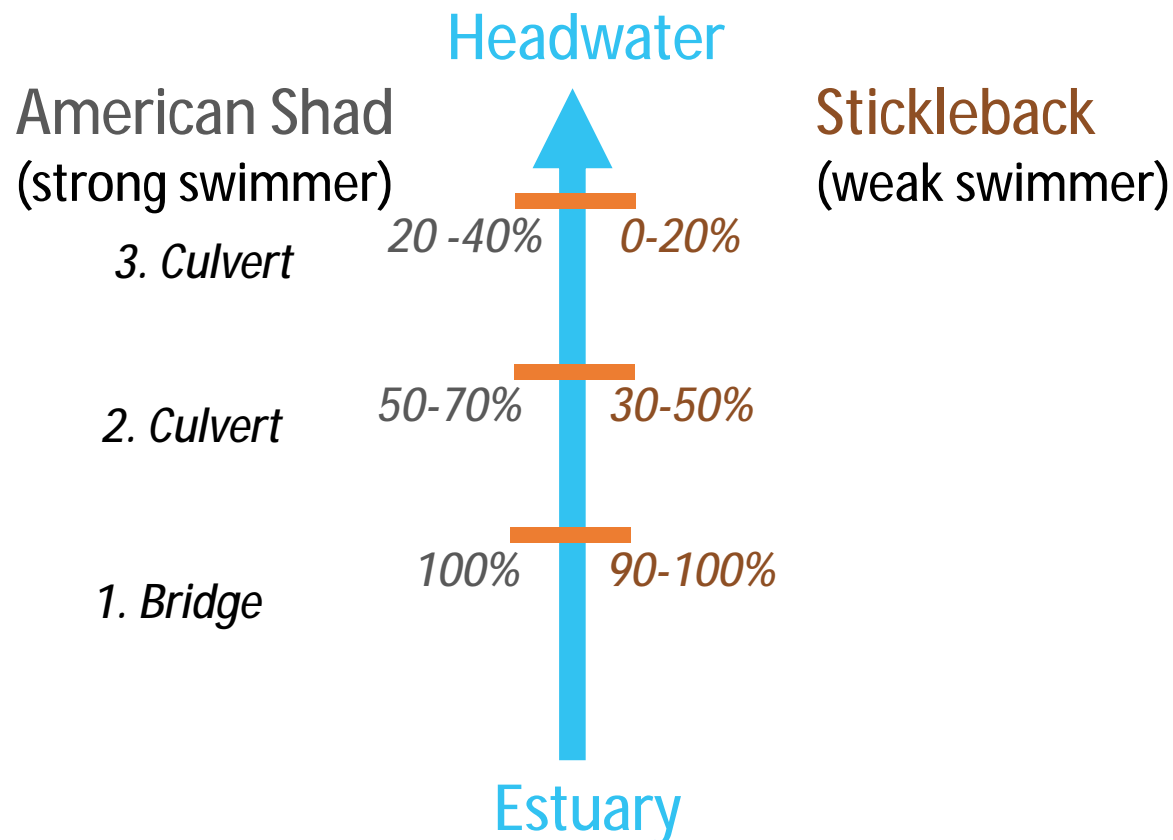 Headwater
American Shad
(strong swimmer)
Stickleback
(weak swimmer)
3. Culvert
20 -40%
0-20%
2. Culvert
50-70%
30-50%
1. Bridge
100%
90-100%
Estuary